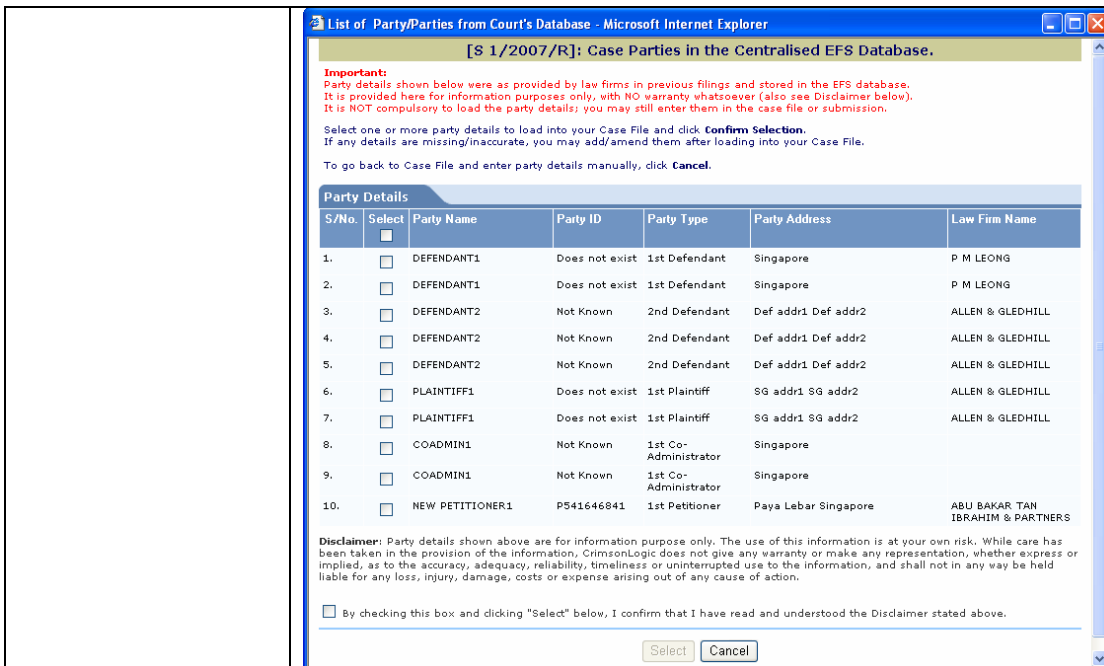 List of Party/Parties from Court's Database - Microsoft Internet Explorer
[S 1/2007/R]: Case Parties in the Centralised EFS Database.
Important:
Party details shown below were as provided by law firms in previous filings and stored in the EFS database.
It is provided here for information purposes only, with NO warranty whatsoever (also see Disclaimer below).
It is NOT compulsory to load the party details; you may still enter them in the case file or submission.
Select one or more party details to load into your Case File and click Confirm Selection.
If any details are missing/inaccurate, you may add/amend them after loading into your Case File.
To go back to Case File and enter party details manually, click Cancel.
Party Details
S/No. Select Party Name Party ID Party Type Party Address Law Firm Name
1. DEFENDANT1 Does not exist 1st Defendant Singapore P M LEONG
2. DEFENDANT1 Does not exist 1st Defendant Singapore P M LEONG
3. DEFENDANT2 Not Known 2nd Defendant Def addr1 Def addr2 ALLEN & GLEDHILL
4. DEFENDANT2 Not Known 2nd Defendant Def addr1 Def addr2 ALLEN & GLEDHILL
5. DEFENDANT2 Not Known 2nd Defendant Def addr1 Def addr2 ALLEN & GLEDHILL
6. PLAINTIFF1 Does not exist 1st Plaintiff SG addr1 SG addr2 ALLEN & GLEDHILL
7. PLAINTIFF1 Does not exist 1st Plaintiff SG addr1 SG addr2 ALLEN & GLEDHILL
8. COADMIN1 Not Known 1st Co- Singapore
Administrator
9. COADMIN1 Not Known 1st Co- Singapore
Administrator
10. NEW PETITIONER1 P541646841 1st Petitioner Paya Lebar Singapore ABU BAKAR TAN
IBRAHIM & PARTNERS
Disclaimer: Party details shown above are for information purpose only. The use of this information is at your own risk. While care has
been taken in the provision of the information, CrimsonLogic does not give any warranty or make any representation, whether express or
implied, as to the accuracy, adequacy, reliability, timeliness or uninterrupted use to the information, and shall not in any way be held
liable for any loss, injury, damage, costs or expense arising out of any cause of action.
By checking this box and clicking "Select" below, I confirm that I have read and understood the Disclaimer stated above.
Select Cancel